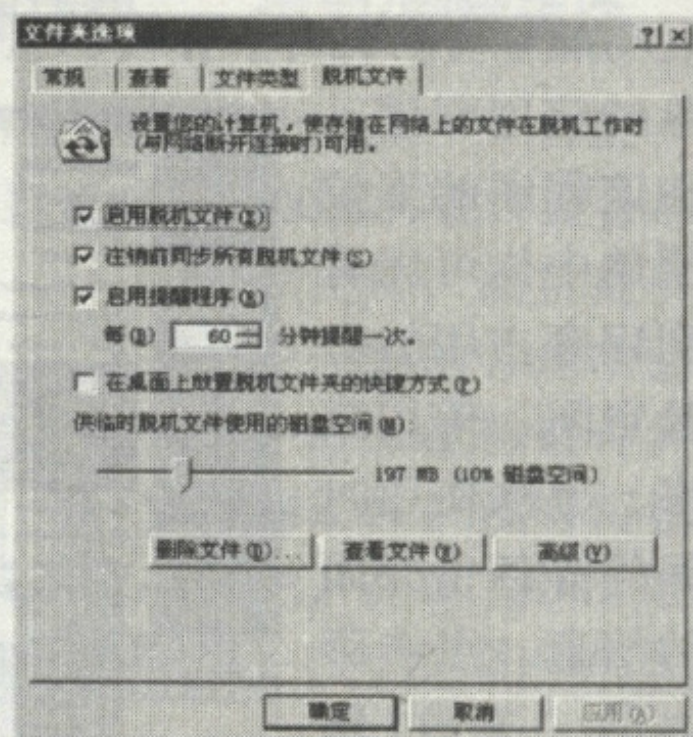 文件夹选项
常规 查看 文件类型 脱机文件
设置您的计算机，使存储在网络上的文件在脱机工作时
(与网络断开连接时)可用。
启用脱机文件(E)
注销前同步所有脱机文件(S)
启用提醒程序(R)
每(B) 60 分钟提醒一次。
在桌面上放置脱机文件夹的快捷方式(P)
供临时脱机文件使用的磁盘空间(M):
197 MB (10% 磁盘空间)
删除文件(D)... 查看文件(V) 高级(V)
确定 取消 应用(A)